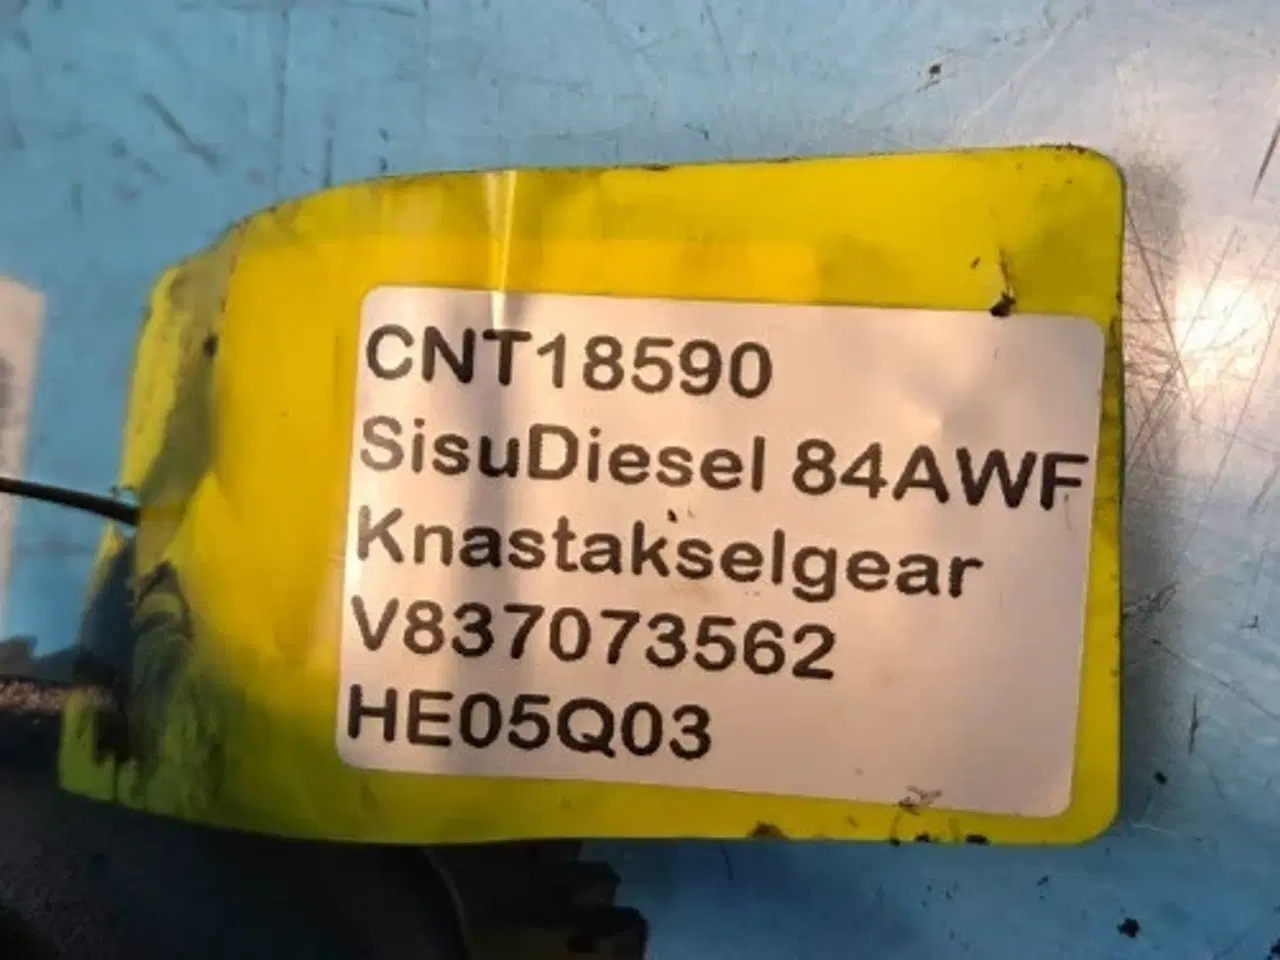 CNT18590
SisuDiesel 84AWF
Knastakselgear
V837073562
HE05Q03